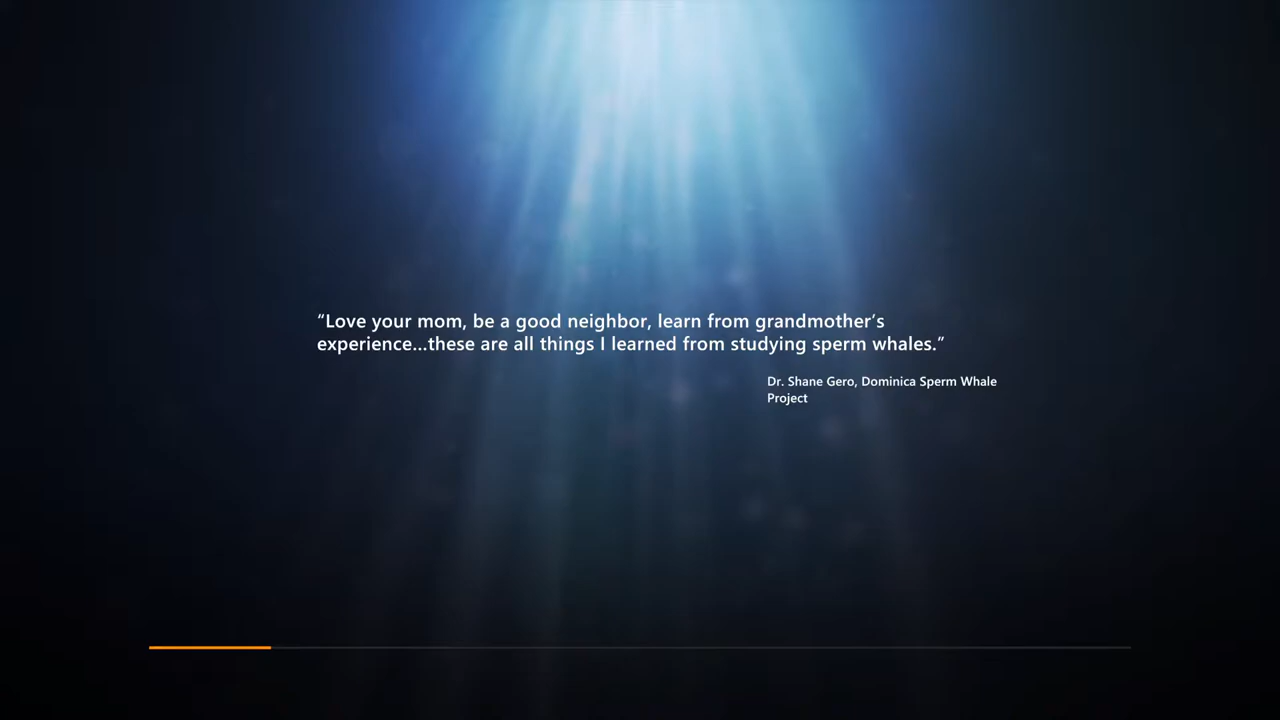 “Love your mom, be a good neighbor, learn from grandmother’s
experience...these are all things I learned from studying sperm whales.”
Dr. Shane Gero, Dominica Sperm Whale
Project